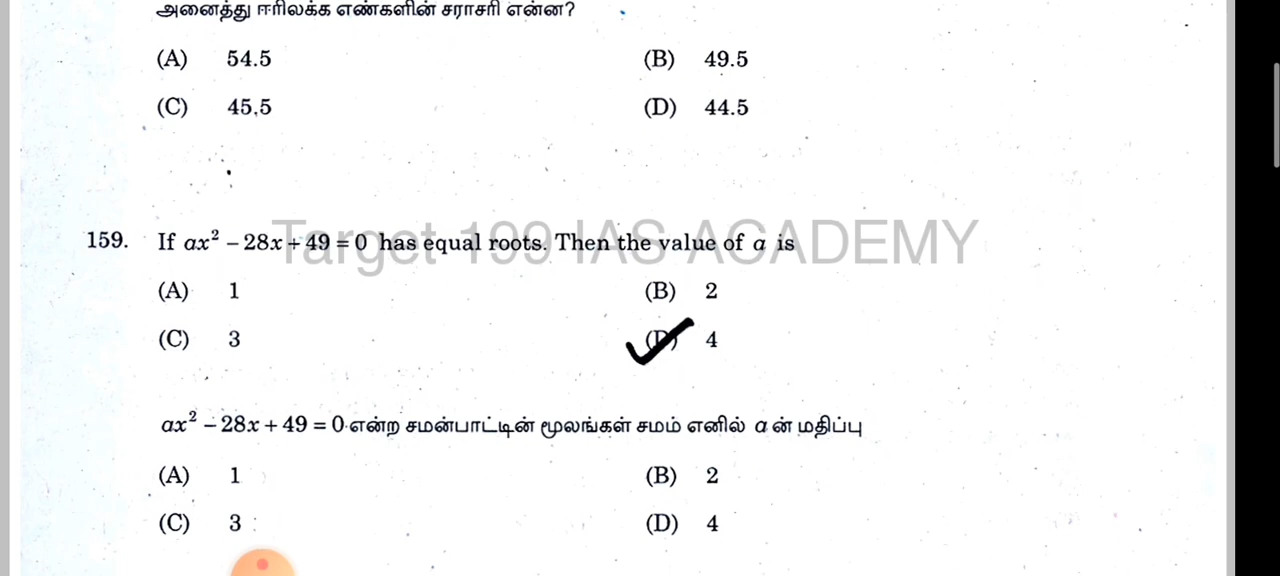 அனைத்து ஈரிலக்க எண்களின் சராசரி என்ன?
(A) 54.5 (B) 49.5
(C) 45.5 (D) 44.5
Target 199 IAS ACADEMY
159. If ax² – 28x + 49 = 0 has equal roots. Then the value of a is
(A) 1 (B) 2
(C) 3 (D) 4
ax² – 28x + 49 = 0 என்ற சமன்பாட்டின் மூலங்கள் சமம் எனில் a ன் மதிப்பு
(A) 1 (B) 2
(C) 3 (D) 4